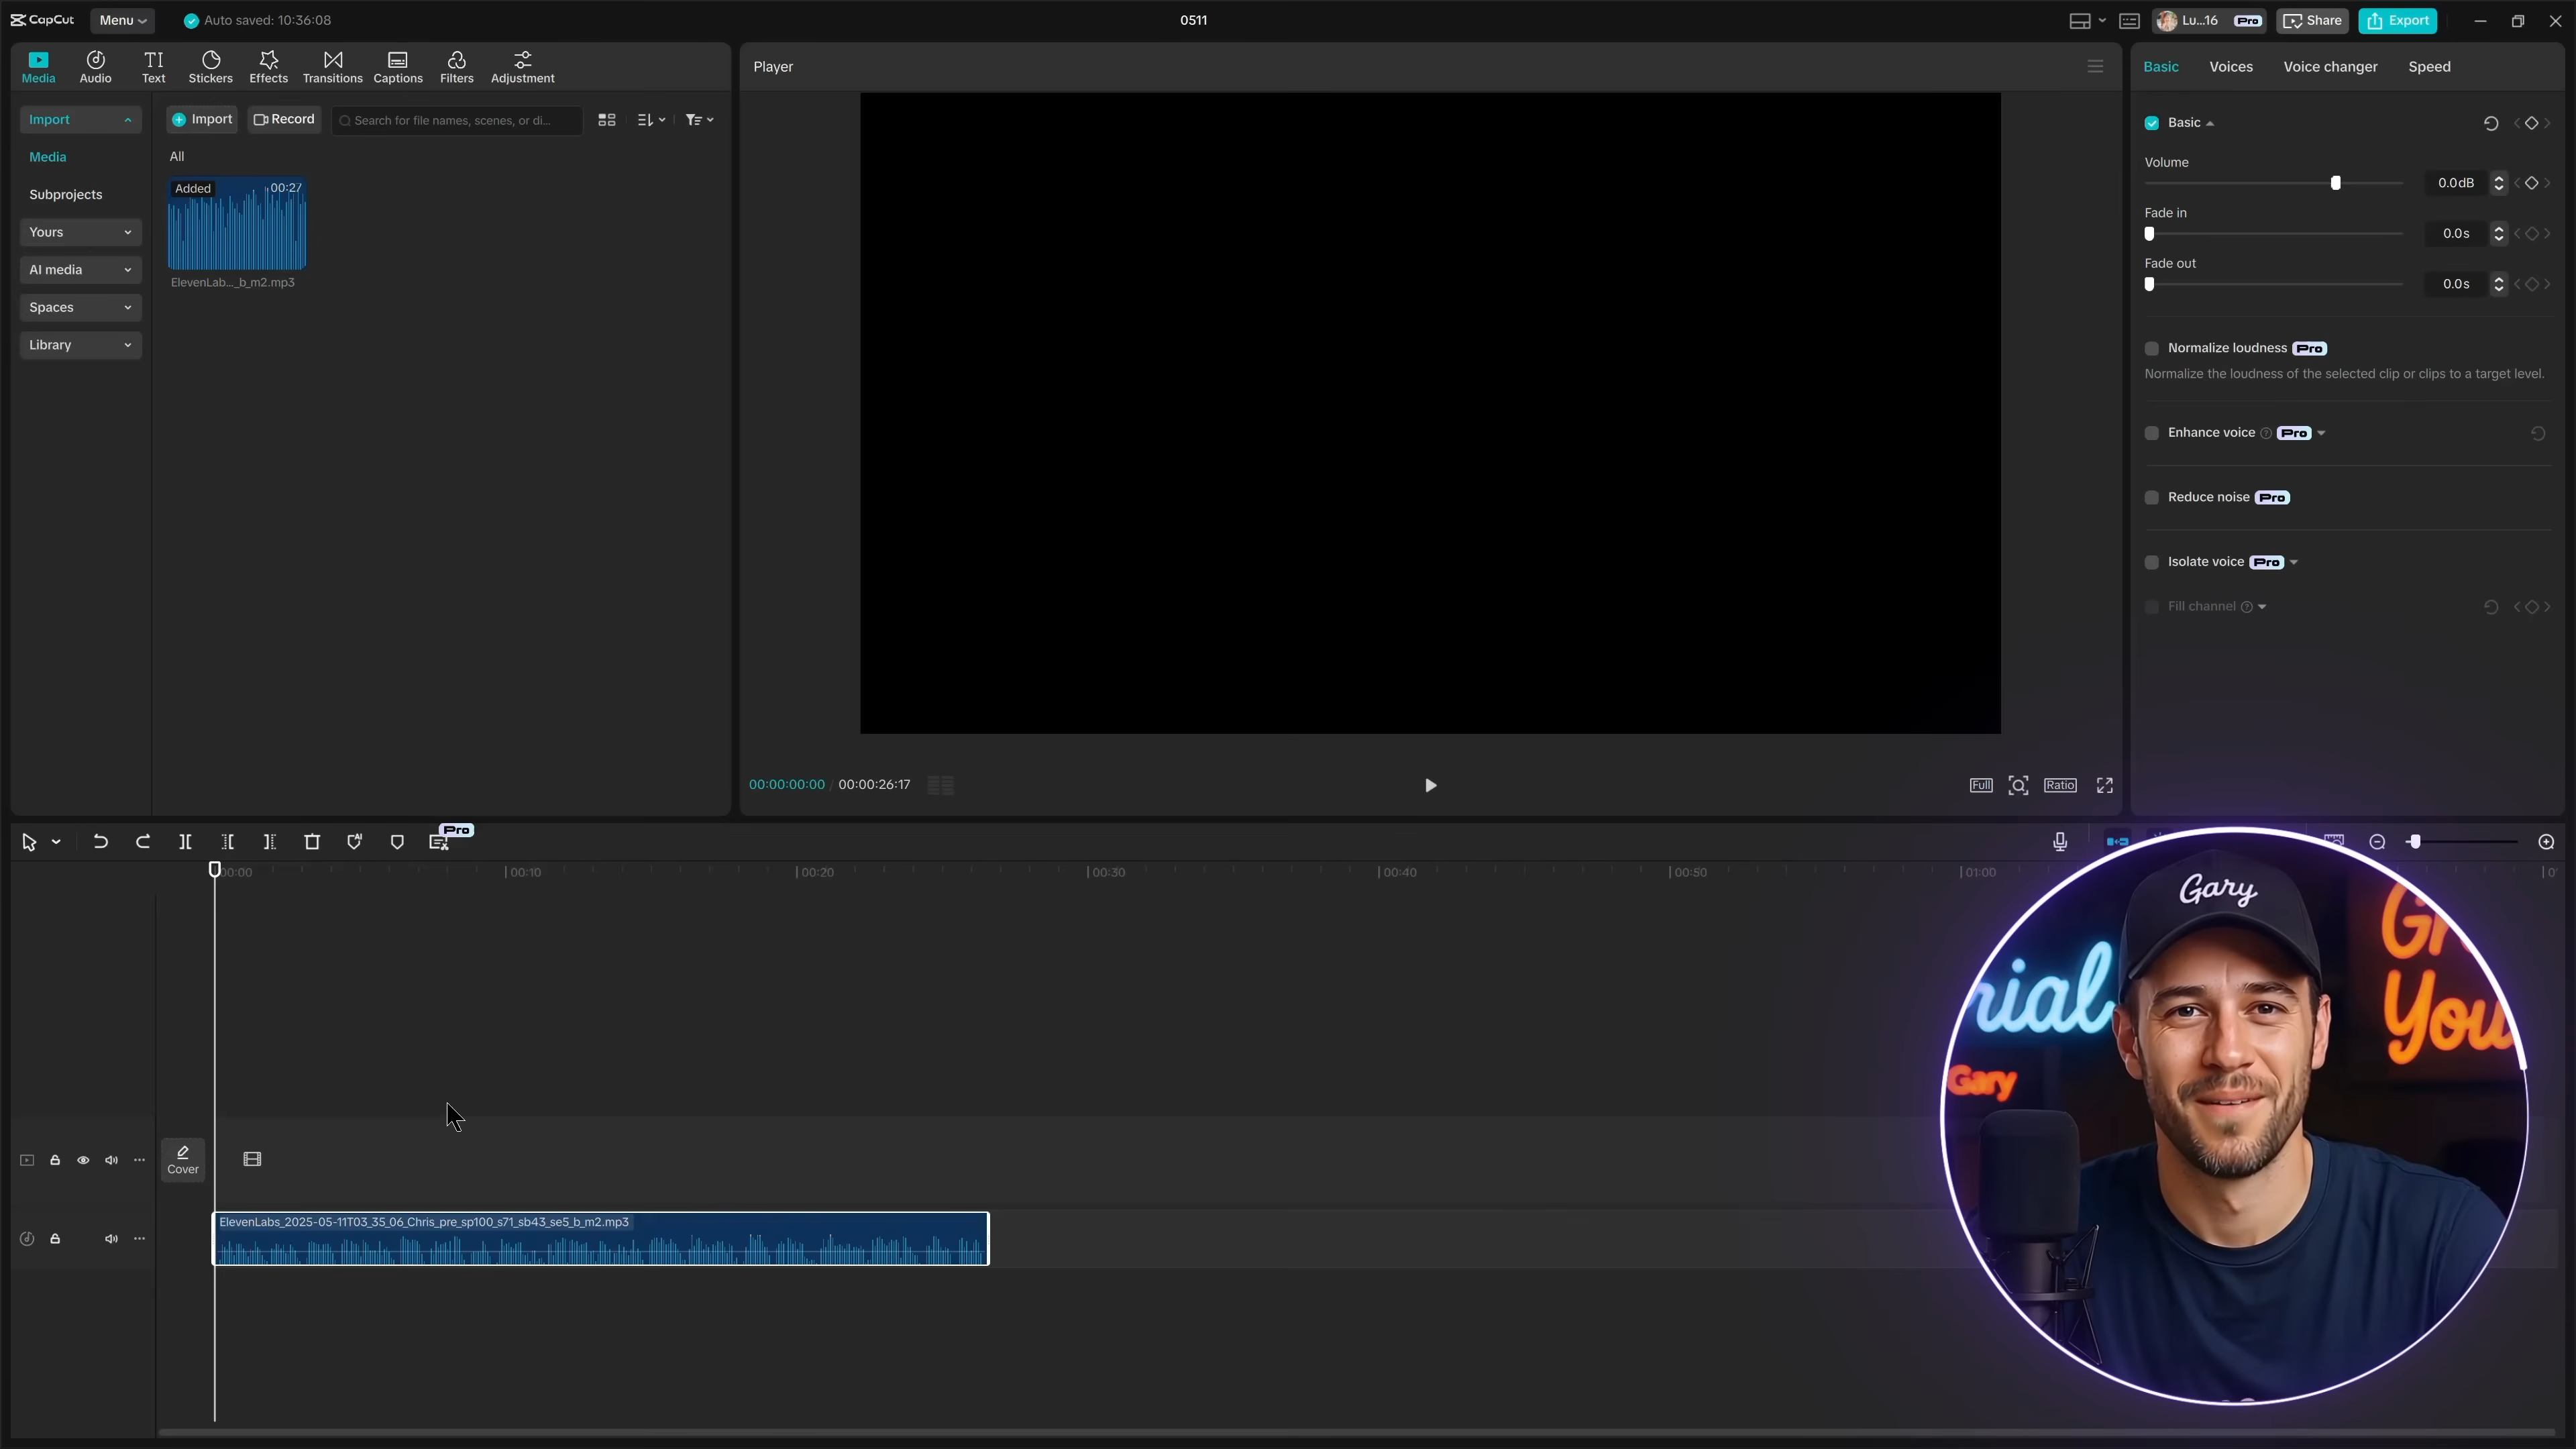 CapCut
Menu
Auto saved: 10:36:08
0511
Lu...16
Pro
Share
Export
Media
Audio
TI
Text
Stickers
Effects
Transitions
Captions
Filters
Adjustment
Import
Media
Subprojects
Yours
AI media
Spaces
Library
Import
Record
Search for file names, scenes, or di...
All
Added
00:27
ElevenLab..._b_m2.mp3
Player
00:00:00:00 / 00:00:26:17
Full
Ratio
Basic
Voices
Voice changer
Speed
Basic
Volume
0.0dB
Fade in
0.0s
Fade out
0.0s
Normalize loudness Pro
Normalize the loudness of the selected clip or clips to a target level.
Enhance voice Pro
Reduce noise Pro
Isolate voice Pro
Fill channel
Pro
00:00
00:10
00:20
00:30
00:40
00:50
01:00
Cover
ElevenLabs_2025-05-11T03_35_06_Chris_pre_sp100_s71_sb43_se5_b_m2.mp3
Gary
rial
Gary
You